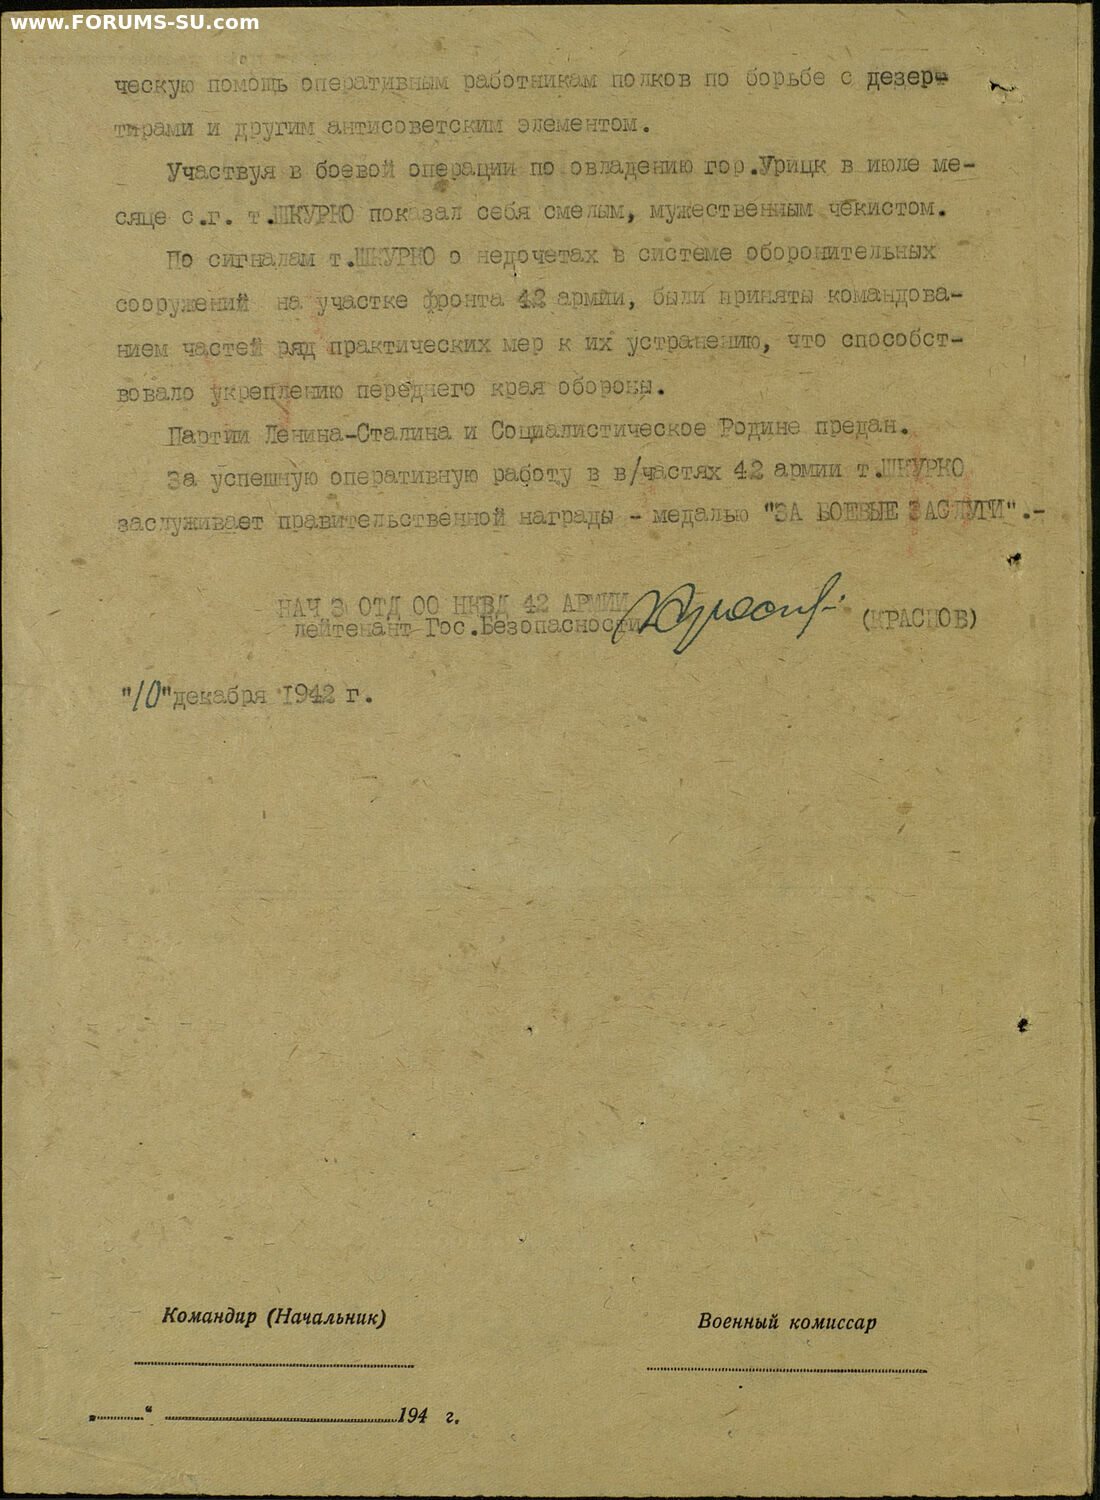 www.FORUMS-SU.com
ческую помощь оперативным работникам полков по борьбе с дезер-
тирами и другим антисоветским элементом.
Участвуя в боевой операции по овладению гор.Урицк в июле ме-
сяце с.г. т.ШКУРКО показал себя смелым, мужественным чекистом.
По сигналам т.ШКУРКО о недочетах в системе оборонительных
сооружений на участке фронта 42 армии, были приняты командова-
нием частей ряд практических мер к их устранению, что способст-
вовало укреплению переднего края обороны.
Партии Ленина-Сталина и Социалистическое Родине предан.
За успешную оперативную работу в в/частях 42 армии т.ШКУРКО
заслуживает правительственной награды - медалью "ЗА БОЕВЫЕ ЗАСЛУГИ".-
НАЧ 3 ОТД ОО НКВД 42 АРМИИ
лейтенант Гос.Безопасности (КРАСНОВ)
"10" декабря 1942 г.
Командир (Начальник) Военный комиссар
„ “ 194 г.